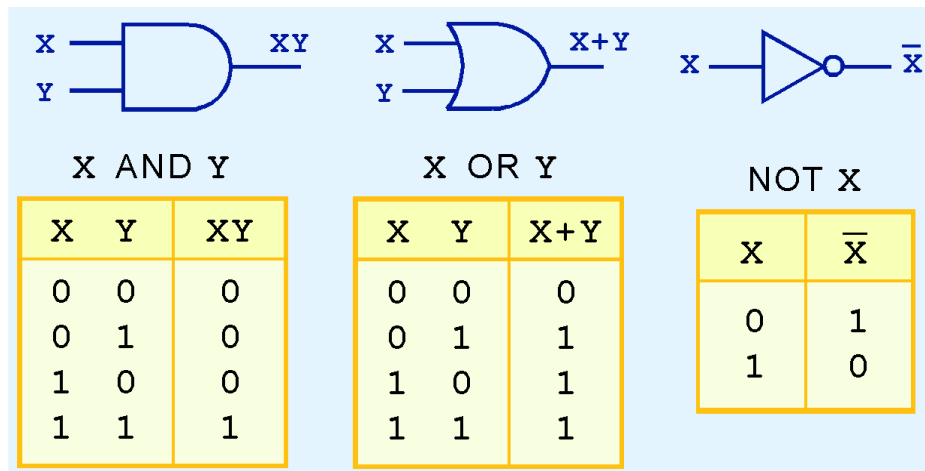 X
Y
XY
X AND Y
X Y XY
0 0 0
0 1 0
1 0 0
1 1 1
X
Y
X+Y
X OR Y
X Y X+Y
0 0 0
0 1 1
1 0 1
1 1 1
X
X̅
NOT X
X X̅
0 1
1 0